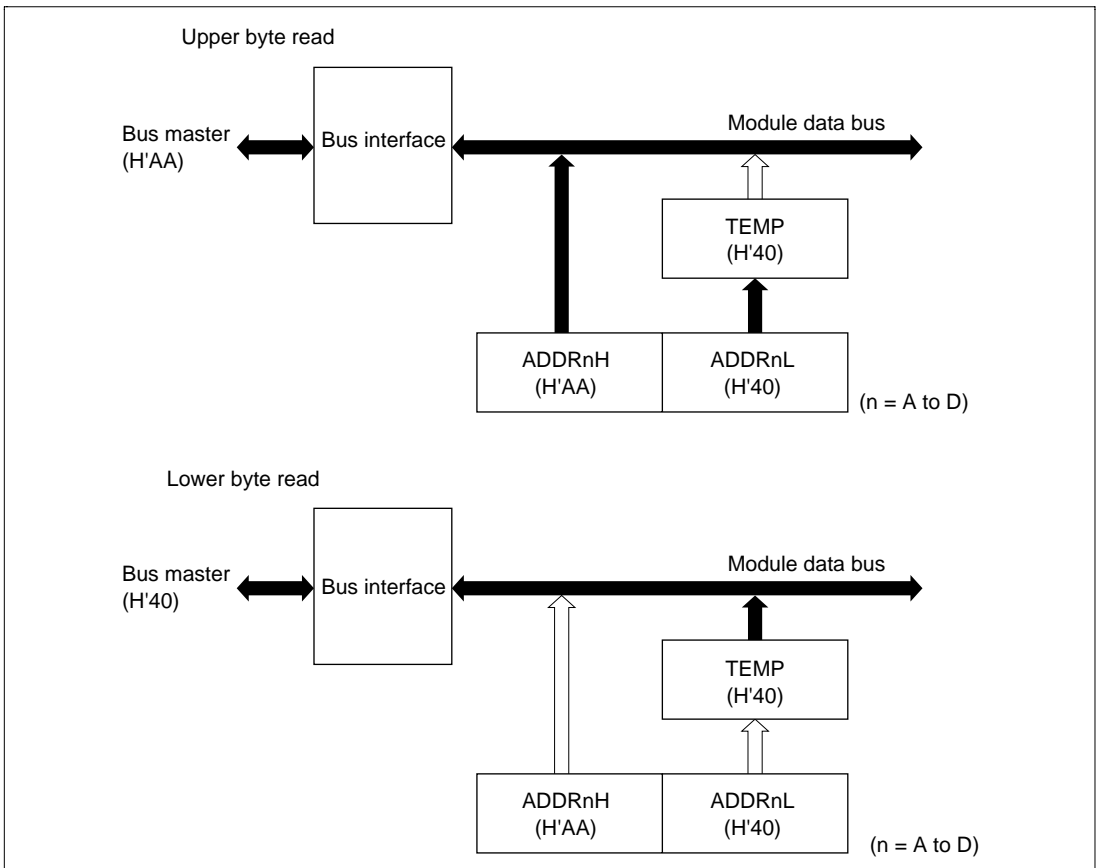 Upper byte read
Bus master
(H'AA)
Bus interface
Module data bus
TEMP
(H'40)
ADDRnH
(H'AA)
ADDRnL
(H'40)
(n = A to D)
Lower byte read
Bus master
(H'40)
Bus interface
Module data bus
TEMP
(H'40)
ADDRnH
(H'AA)
ADDRnL
(H'40)
(n = A to D)